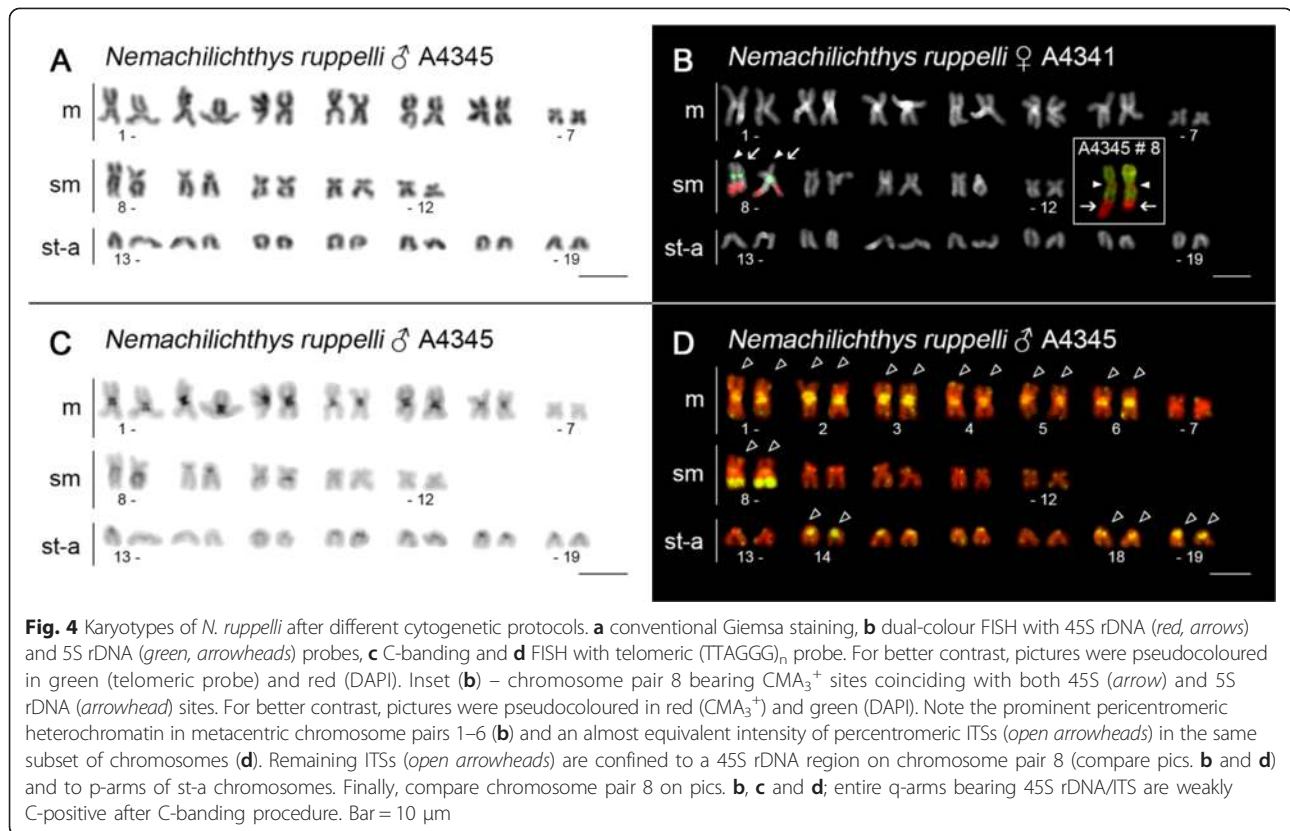 A Nemachilichthys ruppelli ♂ A4345
m
1 - - 7
sm
8 - - 12
st-a
13 - - 19
B Nemachilichthys ruppelli ♀ A4341
m
1 - - 7
A4345 # 8
sm
8 - - 12
st-a
13 - - 19
C Nemachilichthys ruppelli ♂ A4345
m
1 - - 7
sm
8 - - 12
st-a
13 - - 19
D Nemachilichthys ruppelli ♂ A4345
m
1 - 2 3 4 5 6 - 7
sm
8 - - 12
st-a
13 - 14 18 - 19
Fig. 4 Karyotypes of N. ruppelli after different cytogenetic protocols. a conventional Giemsa staining, b dual-colour FISH with 45S rDNA (red, arrows)
and 5S rDNA (green, arrowheads) probes, c C-banding and d FISH with telomeric (TTAGGG)n probe. For better contrast, pictures were pseudocoloured
in green (telomeric probe) and red (DAPI). Inset (b) – chromosome pair 8 bearing CMA₃⁺ sites coinciding with both 45S (arrow) and 5S
rDNA (arrowhead) sites. For better contrast, pictures were pseudocoloured in red (CMA₃⁺) and green (DAPI). Note the prominent pericentromeric
heterochromatin in metacentric chromosome pairs 1–6 (b) and an almost equivalent intensity of percentromeric ITSs (open arrowheads) in the same
subset of chromosomes (d). Remaining ITSs (open arrowheads) are confined to a 45S rDNA region on chromosome pair 8 (compare pics. b and d)
and to p-arms of st-a chromosomes. Finally, compare chromosome pair 8 on pics. b, c and d; entire q-arms bearing 45S rDNA/ITS are weakly
C-positive after C-banding procedure. Bar = 10 μm